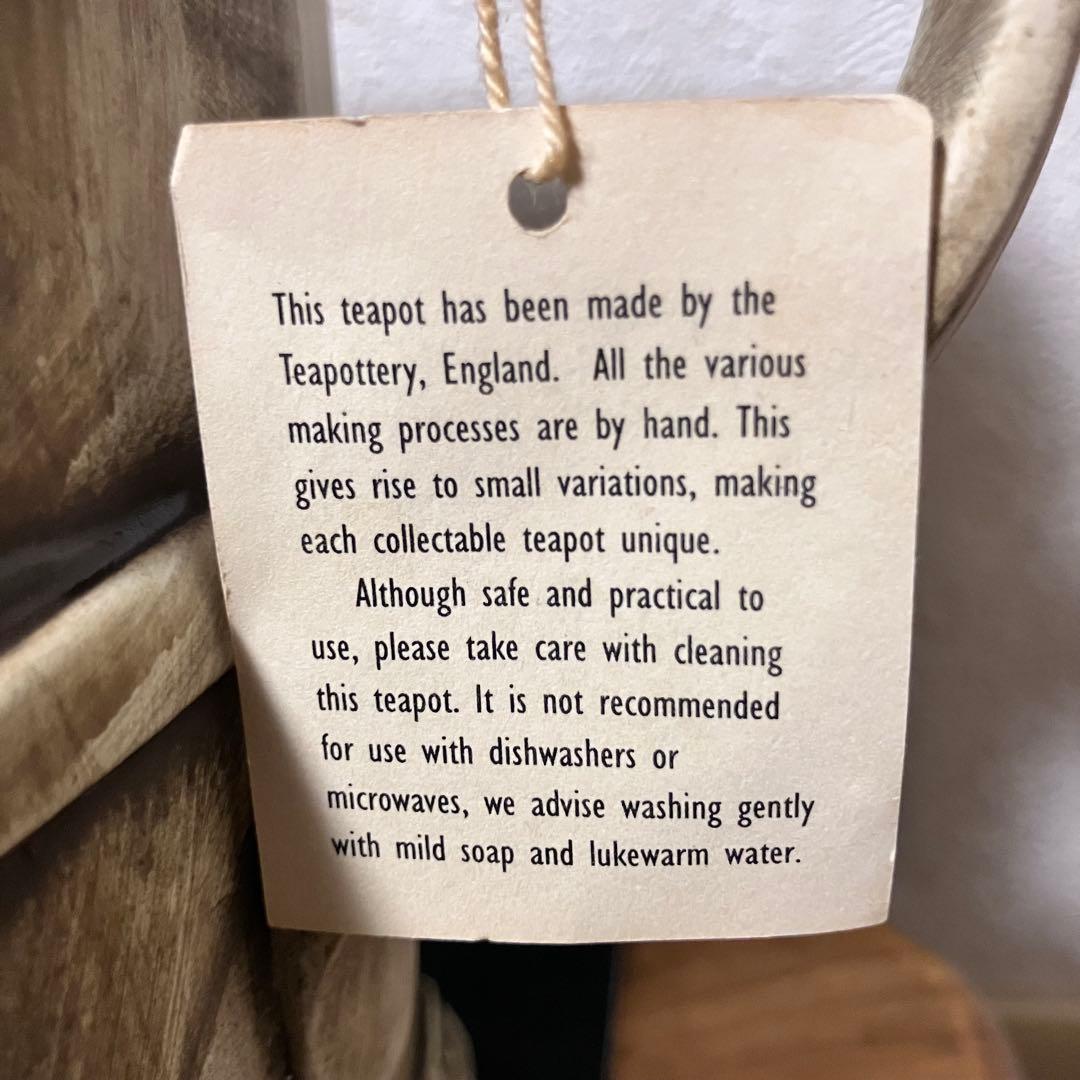 This teapot has been made by the
Teapottery, England. All the various
making processes are by hand. This
gives rise to small variations, making
each collectable teapot unique.
Although safe and practical to
use, please take care with cleaning
this teapot. It is not recommended
for use with dishwashers or
microwaves, we advise washing gently
with mild soap and lukewarm water.